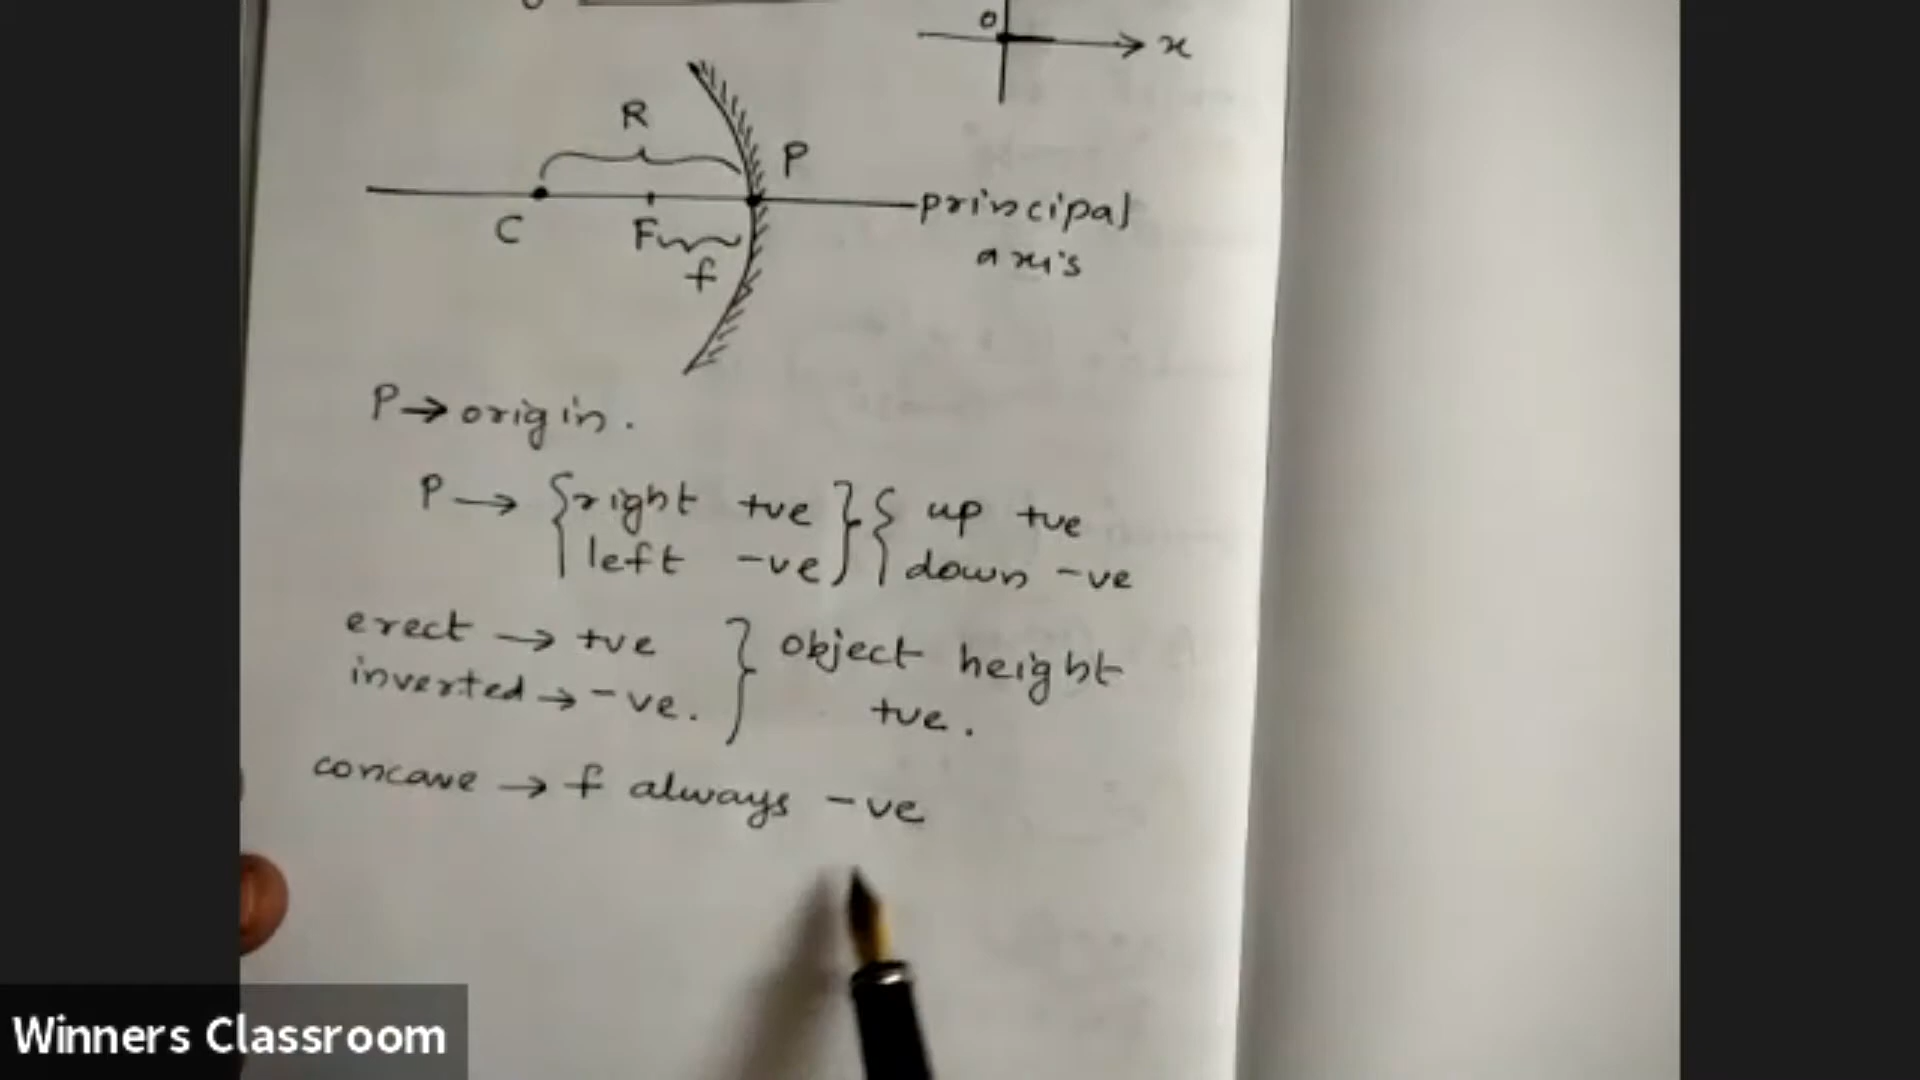 O
x
R
P
C
F
f
principal
axis
P → origin.
P → { right +ve } { up +ve
left -ve down -ve
erect → +ve } object height
inverted → -ve. +ve.
concave → f always -ve
Winners Classroom